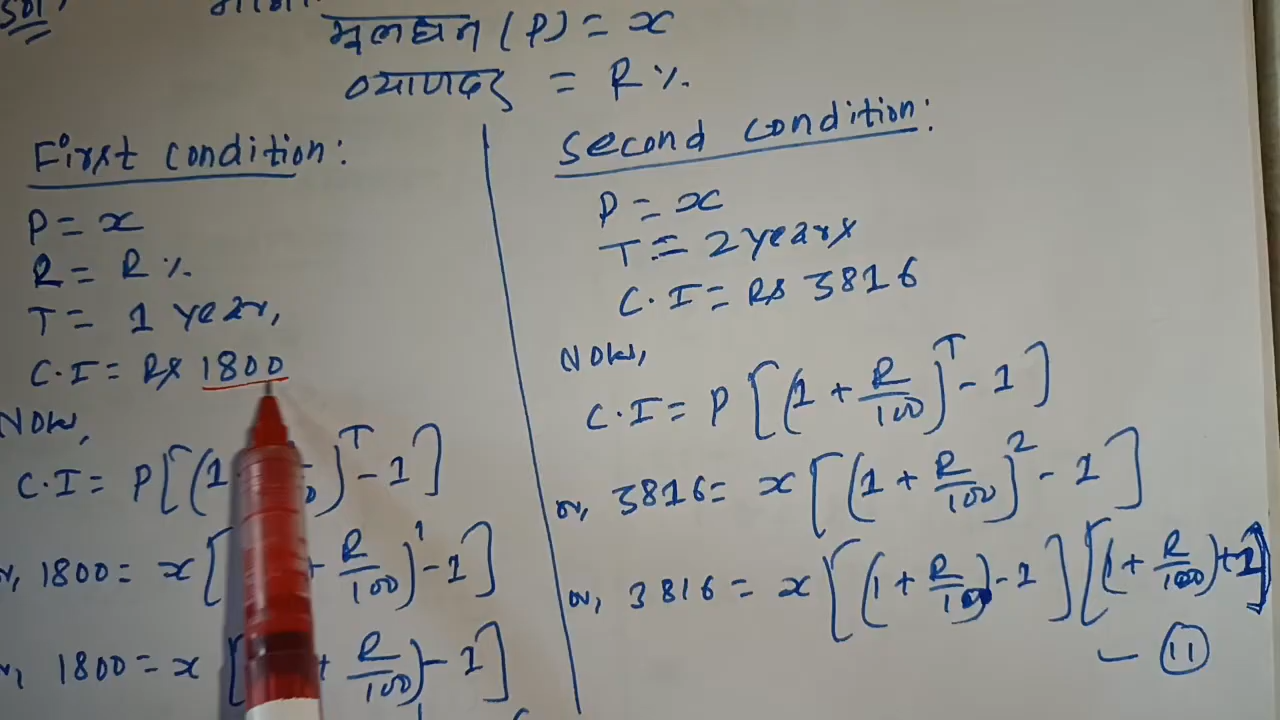 मूलधन (P) = x
ब्याजदर = R %.
First condition:
P = x
R = R %.
T = 1 year,
C.I = Rs 1800
Now,
C.I = P[(1 )^T - 1]
1800 = x[ + R/100)^1 - 1]
1800 = x[ + R/100) - 1]
Second condition:
P = x
T = 2 years
C.I = Rs 3816
Now,
C.I = P[(1 + R/100)^T - 1]
or, 3816 = x[(1 + R/100)^2 - 1]
or, 3816 = x[(1 + R/100) - 1][(1 + R/100) + 1]
— (11)